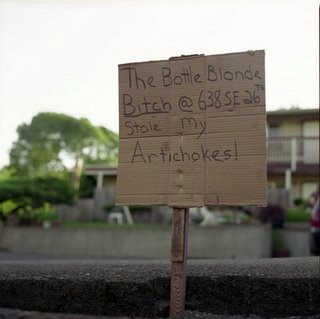 The Bottle Blonde
Bitch @ 638 SE 26th
Stole My
Artichokes!